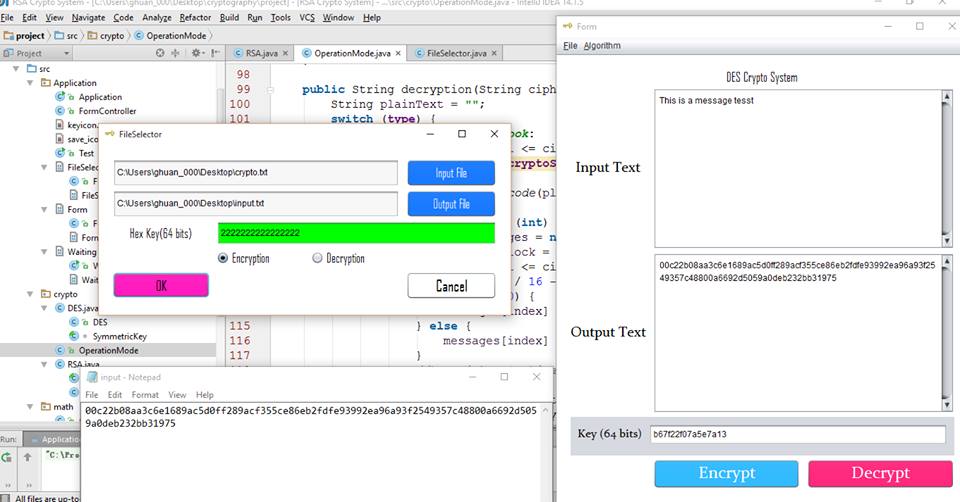 RSA Crypto System - [C:\Users\ghuan_000\Desktop\cryptography\project] - [RSA Crypto System] - ...\src\crypto\OperationMode.java - IntelliJ IDEA 14.1.5
File Edit View Navigate Code Analyze Refactor Build Run Tools VCS Window Help
project src crypto OperationMode
Project
RSA.java OperationMode.java FileSelector.java
src
Application
Application
FormController
keyicon.
save_ico
Test
FileSelec
F
FileS
Form
F
Form
Waiting
W
Wait
crypto
DES.java
DES
SymmetricKey
OperationMode
RSA.java
math
98
99 public String decryption(String ciph
100 String plainText = "";
101 switch (type) {
ook:
<= ci
cryptoS
code(pl
(int)
ges = n
lock =
<= ci
/ 16 -
0) {
index]
115 } else {
116 messages[index]
117 }
FileSelector
C:\Users\ghuan_000\Desktop\crypto.txt
Input File
C:\Users\ghuan_000\Desktop\input.txt
Output File
Hex Key(64 bits)
2222222222222222
Encryption
Decryption
OK
Cancel
input - Notepad
File Edit Format View Help
00c22b08aa3c6e1689ac5d0ff289acf355ce86eb2fdfe93992ea96a93f2549357c48800a6692d505
9a0deb232bb31975
Run: Application
"C:\Pro
All files are up-to-
Form
File Algorithm
DES Crypto System
Input Text
This is a message tesst
Output Text
00c22b08aa3c6e1689ac5d0ff289acf355ce86eb2fdfe93992ea96a93f25
49357c48800a6692d5059a0deb232bb31975
Key (64 bits)
b67f22f07a5e7a13
Encrypt
Decrypt